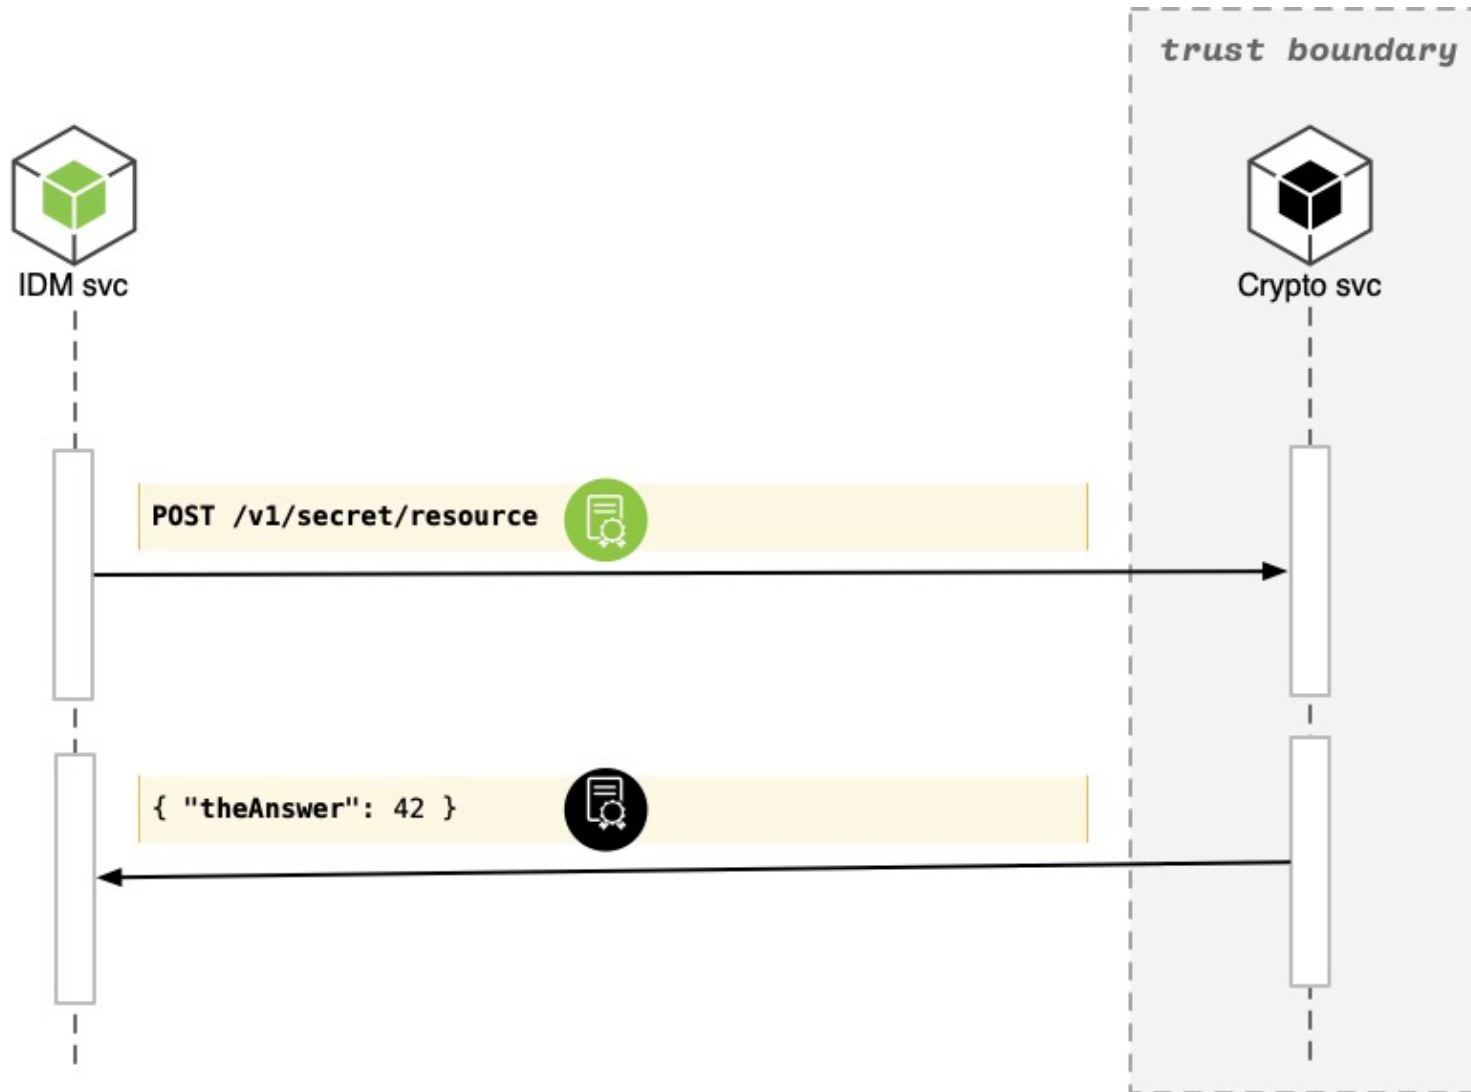 trust boundary
IDM svc
Crypto svc
POST /v1/secret/resource
{ "theAnswer": 42 }